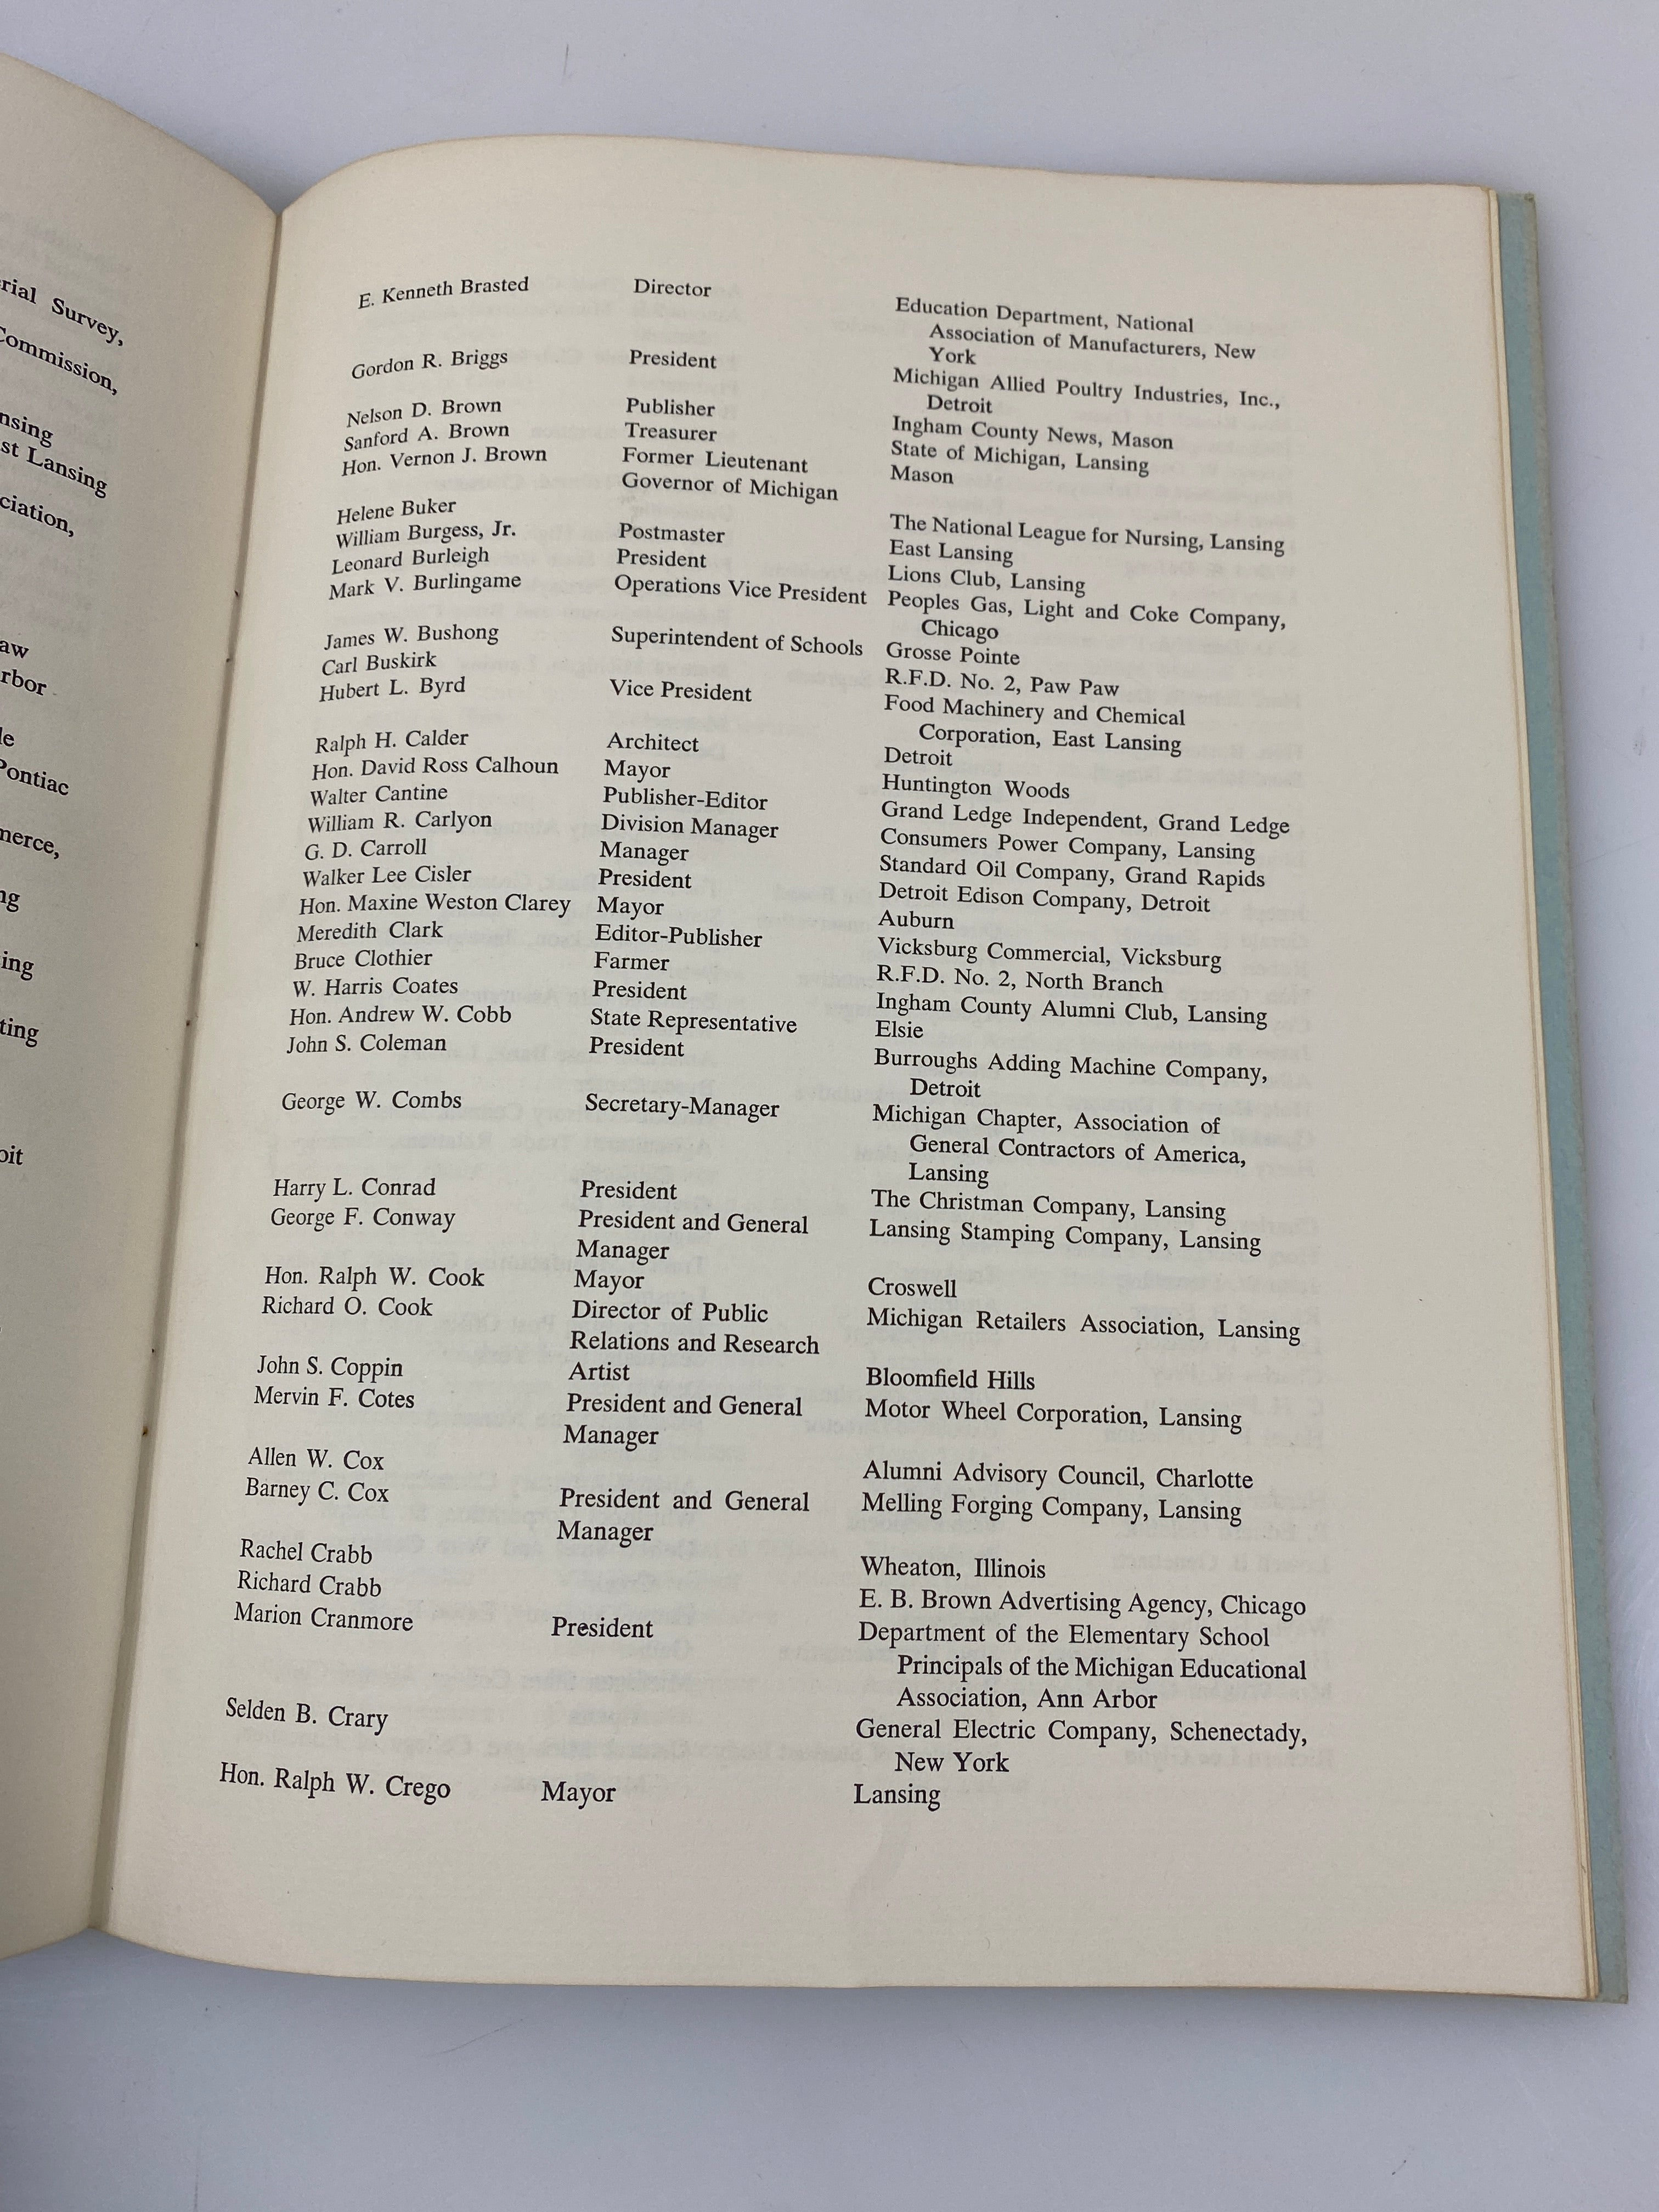 rial Survey,
Commission,
nsing
st Lansing
ciation,
aw
rbor
le
Pontiac
merce,
ng
ing
ting
oit
E. Kenneth Brasted Director Education Department, National
Association of Manufacturers, New
York
Gordon R. Briggs President Michigan Allied Poultry Industries, Inc.,
Detroit
Nelson D. Brown Publisher Ingham County News, Mason
Sanford A. Brown Treasurer State of Michigan, Lansing
Hon. Vernon J. Brown Former Lieutenant Mason
Governor of Michigan
Helene Buker The National League for Nursing, Lansing
William Burgess, Jr. Postmaster East Lansing
Leonard Burleigh President Lions Club, Lansing
Mark V. Burlingame Operations Vice President Peoples Gas, Light and Coke Company,
Chicago
James W. Bushong Superintendent of Schools Grosse Pointe
Carl Buskirk R.F.D. No. 2, Paw Paw
Hubert L. Byrd Vice President Food Machinery and Chemical
Corporation, East Lansing
Ralph H. Calder Architect Detroit
Hon. David Ross Calhoun Mayor Huntington Woods
Walter Cantine Publisher-Editor Grand Ledge Independent, Grand Ledge
William R. Carlyon Division Manager Consumers Power Company, Lansing
G. D. Carroll Manager Standard Oil Company, Grand Rapids
Walker Lee Cisler President Detroit Edison Company, Detroit
Hon. Maxine Weston Clarey Mayor Auburn
Meredith Clark Editor-Publisher Vicksburg Commercial, Vicksburg
Bruce Clothier Farmer R.F.D. No. 2, North Branch
W. Harris Coates President Ingham County Alumni Club, Lansing
Hon. Andrew W. Cobb State Representative Elsie
John S. Coleman President Burroughs Adding Machine Company,
Detroit
George W. Combs Secretary-Manager Michigan Chapter, Association of
General Contractors of America,
Lansing
Harry L. Conrad President The Christman Company, Lansing
George F. Conway President and General Lansing Stamping Company, Lansing
Manager
Hon. Ralph W. Cook Mayor Croswell
Richard O. Cook Director of Public Michigan Retailers Association, Lansing
Relations and Research
John S. Coppin Artist Bloomfield Hills
Mervin F. Cotes President and General Motor Wheel Corporation, Lansing
Manager
Allen W. Cox Alumni Advisory Council, Charlotte
Barney C. Cox President and General Melling Forging Company, Lansing
Manager
Rachel Crabb Wheaton, Illinois
Richard Crabb E. B. Brown Advertising Agency, Chicago
Marion Cranmore President Department of the Elementary School
Principals of the Michigan Educational
Association, Ann Arbor
Selden B. Crary General Electric Company, Schenectady,
New York
Hon. Ralph W. Crego Mayor Lansing